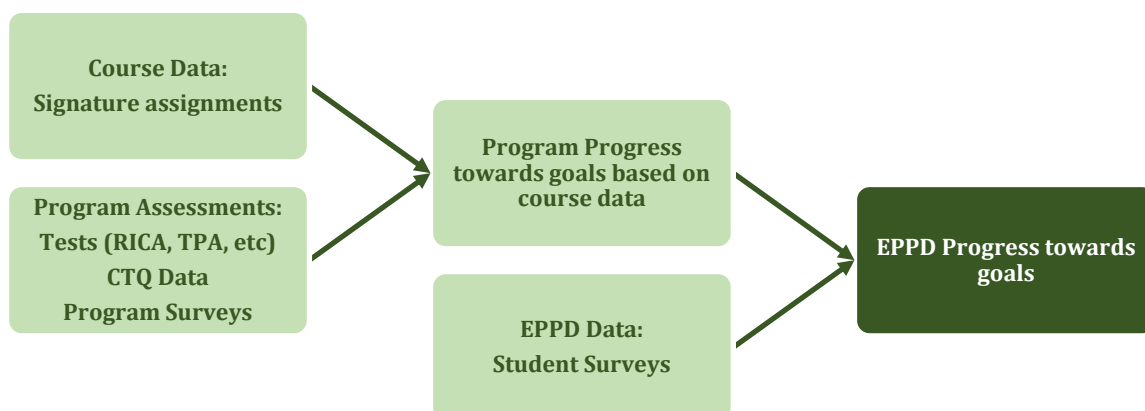 Course Data:
Signature assignments
Program Assessments:
Tests (RICA, TPA, etc)
CTQ Data
Program Surveys
Program Progress
towards goals based on
course data
EPPD Data:
Student Surveys
EPPD Progress towards
goals